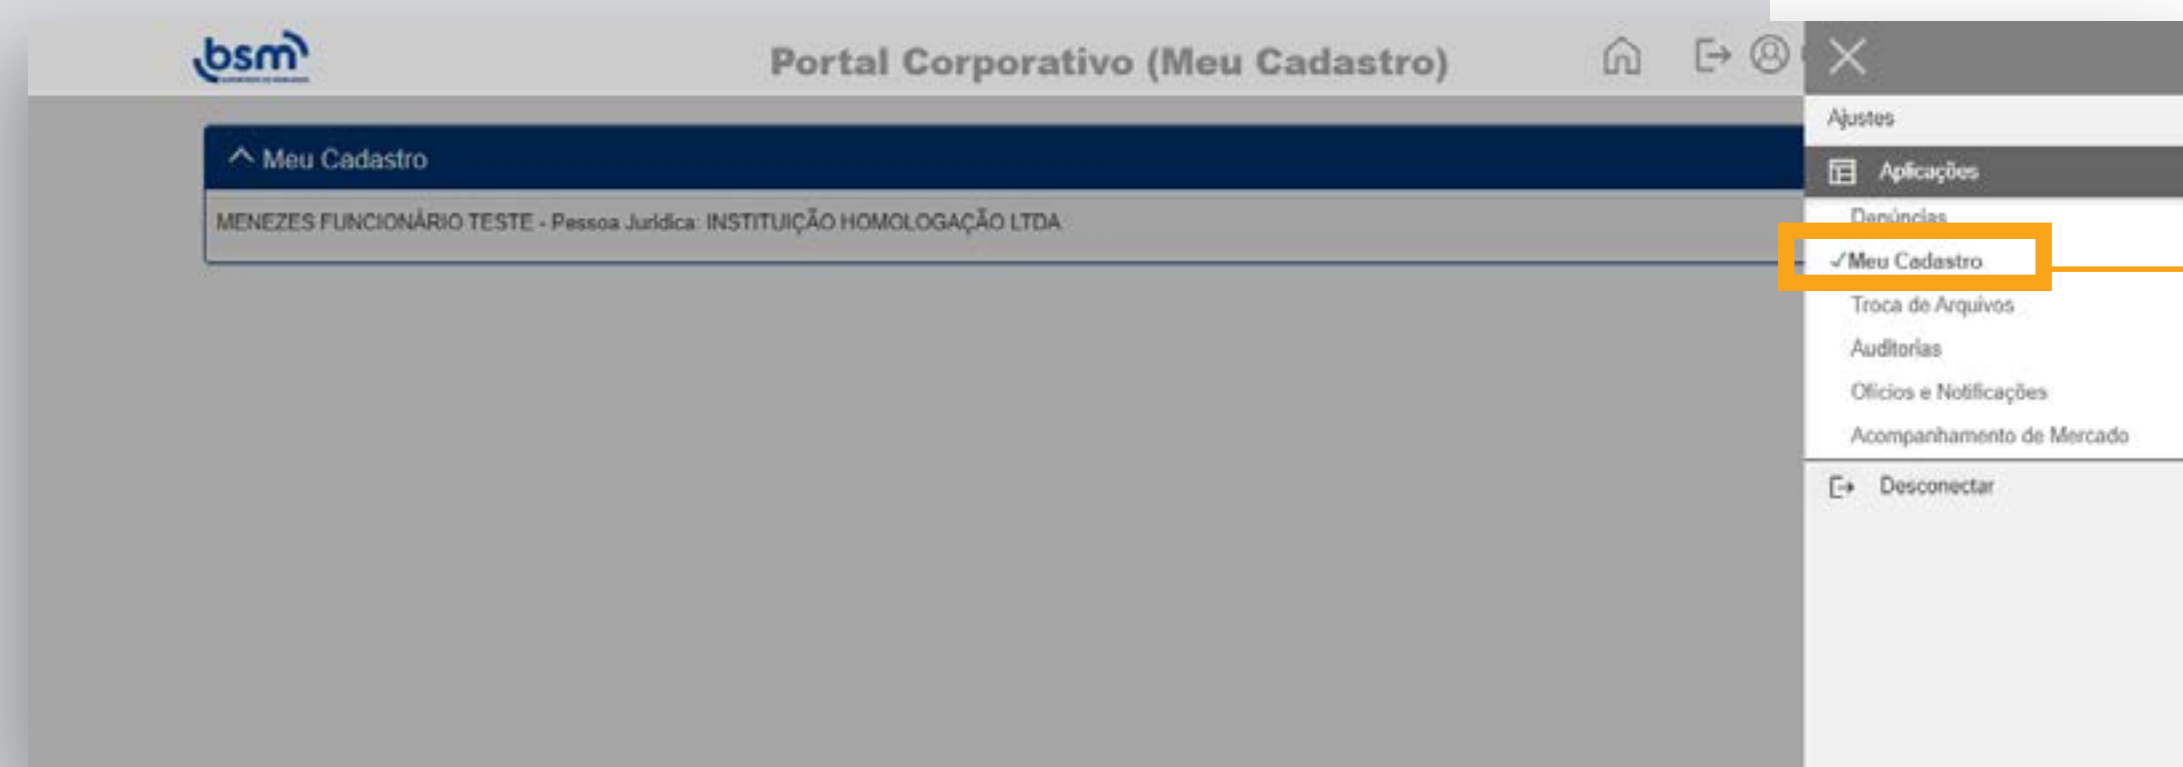 bsm
Portal Corporativo (Meu Cadastro)
Meu Cadastro
MENEZES FUNCIONÁRIO TESTE - Pessoa Jurídica: INSTITUIÇÃO HOMOLOGAÇÃO LTDA
Ajustes
Aplicações
Denúncias
✓Meu Cadastro
Troca de Arquivos
Auditorias
Ofícios e Notificações
Acompanhamento de Mercado
Desconectar